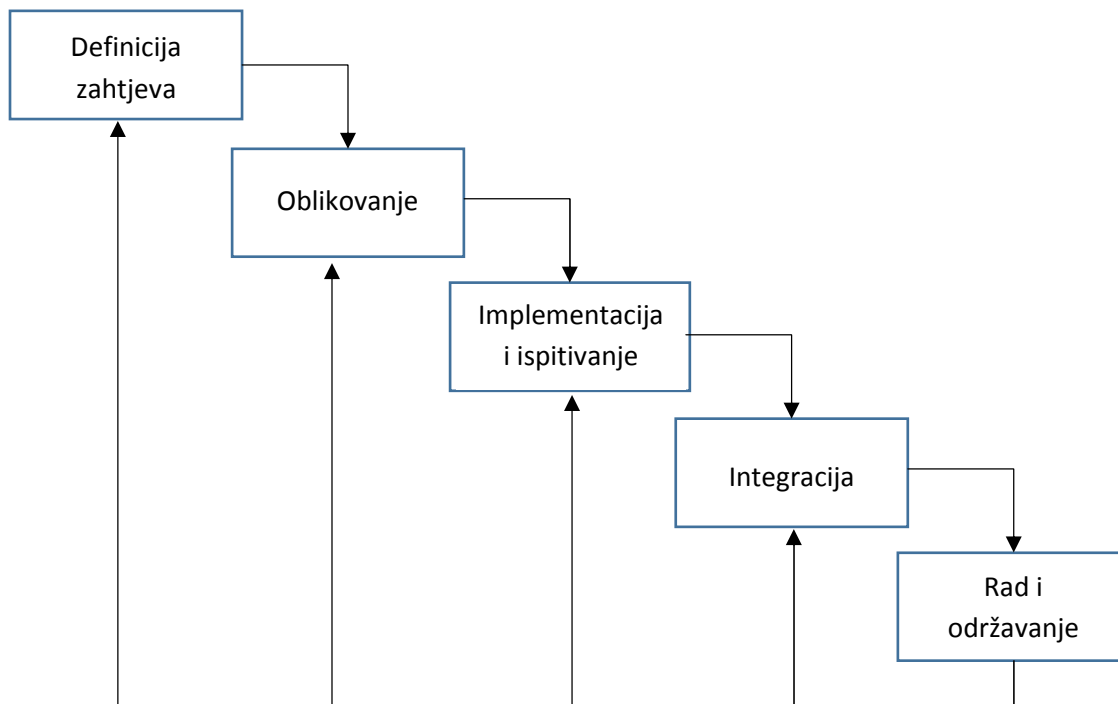 Definicija
zahtjeva
Oblikovanje
Implementacija
i ispitivanje
Integracija
Rad i
održavanje